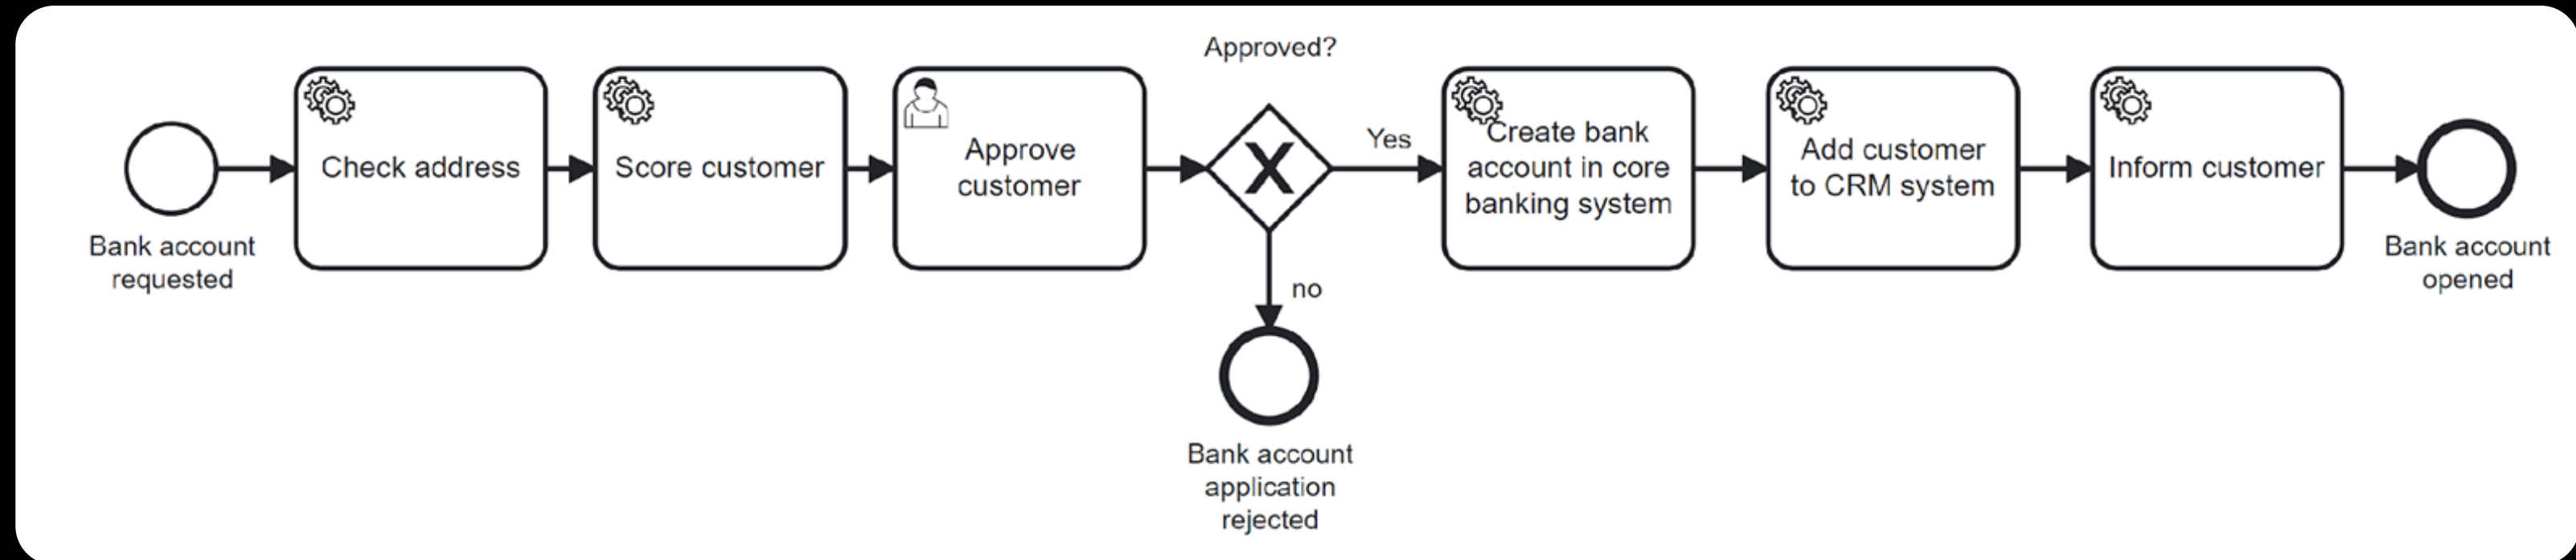 Approved?
Bank account
requested
Check address
Score customer
Approve
customer
Yes
no
Bank account
application
rejected
Create bank
account in core
banking system
Add customer
to CRM system
Inform customer
Bank account
opened